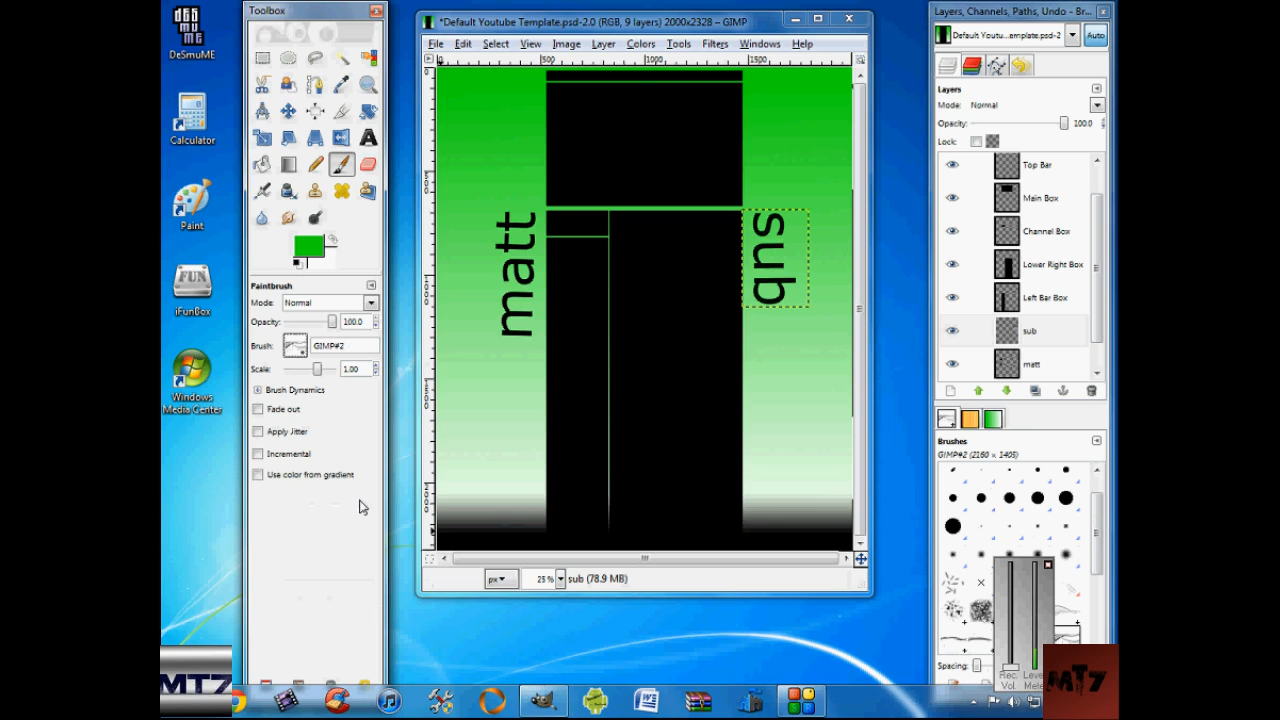 DeSmuME
Calculator
Paint
iFunBox
Windows
Media Center
MT7
Toolbox
Paintbrush
Mode: Normal
Opacity: 100.0
Brush: GIMP#2
Scale: 1.00
Brush Dynamics
Fade out
Apply Jitter
Incremental
Use color from gradient
*Default Youtube Template.psd-2.0 (RGB, 9 layers) 2000x2328 – GIMP
File Edit Select View Image Layer Colors Tools Filters Windows Help
0 500 1000 1500
matt
sub
px 25 % sub (78.9 MB)
Layers, Channels, Paths, Undo - Br...
Default Youtu...emplate.psd-2 Auto
Layers
Mode: Normal
Opacity: 100.0
Lock:
Top Bar
Main Box
Channel Box
Lower Right Box
Left Bar Box
sub
matt
Brushes
GIMP#2 (2160 x 1405)
Spacing:
Rec. Vol.
MT7